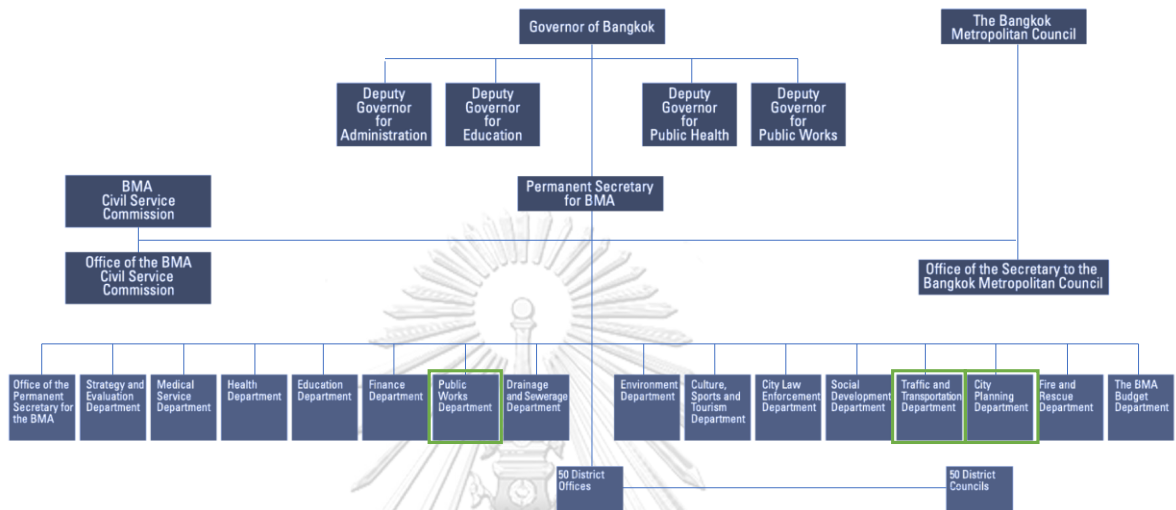 Governor of Bangkok
The Bangkok
Metropolitan Council
Deputy
Governor
for
Administration
Deputy
Governor
for
Education
Deputy
Governor
for
Public Health
Deputy
Governor
for
Public Works
BMA
Civil Service
Commission
Permanent Secretary
for BMA
Office of the BMA
Civil Service
Commission
Office of the Secretary to the
Bangkok Metropolitan Council
Office of the
Permanent
Secretary for
the BMA
Strategy and
Evaluation
Department
Medical
Service
Department
Health
Department
Education
Department
Finance
Department
Public
Works
Department
Drainage
and Sewerage
Department
Environment
Department
Culture,
Sports and
Tourism
Department
City Law
Enforcement
Department
Social
Development
Department
Traffic and
Transportation
Department
City
Planning
Department
Fire and
Rescue
Department
The BMA
Budget
Department
50 District
Offices
50 District
Councils